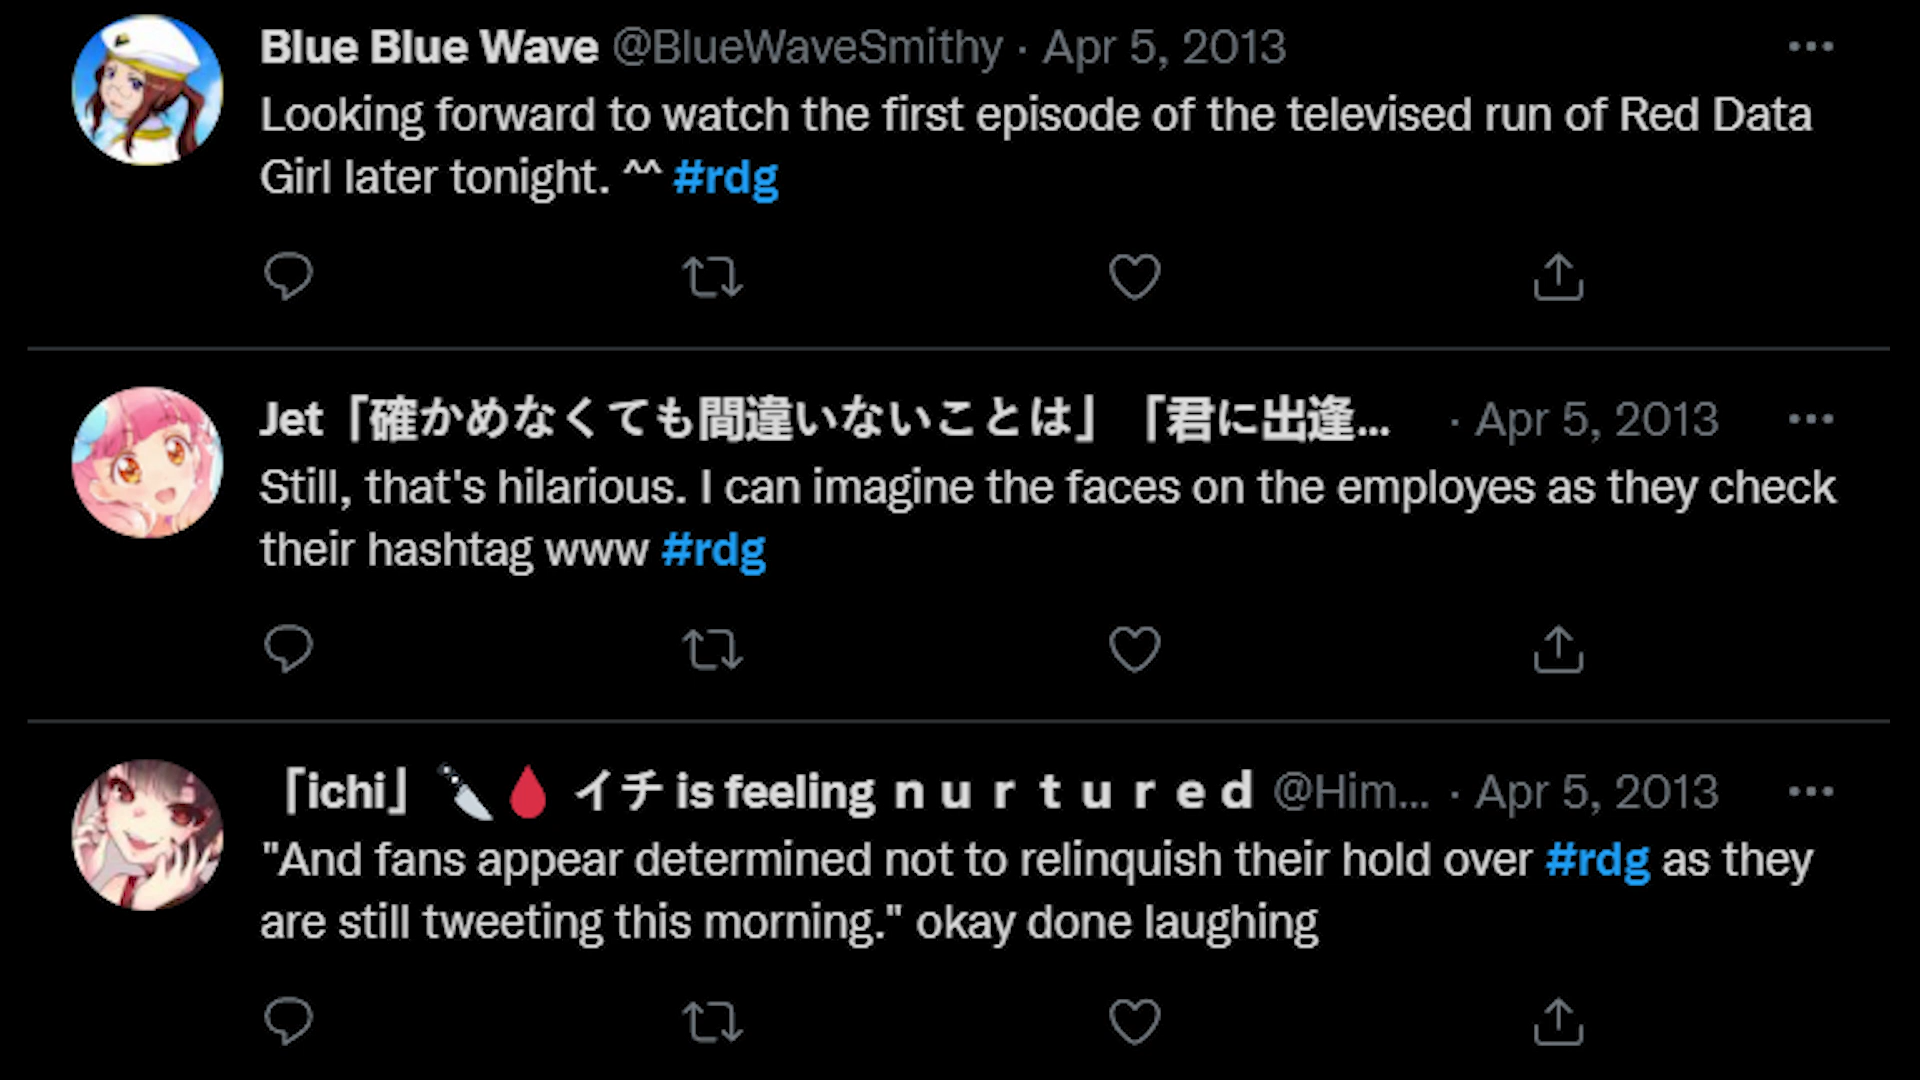 Blue Blue Wave @BlueWaveSmithy · Apr 5, 2013
Looking forward to watch the first episode of the televised run of Red Data
Girl later tonight. ^^ #rdg
Jet「確かめなくても間違いないことは」「君に出逢... · Apr 5, 2013
Still, that's hilarious. I can imagine the faces on the employes as they check
their hashtag www #rdg
「ichi」🔪🩸 イチ is feeling ｎｕｒｔｕｒｅｄ @Him... · Apr 5, 2013
"And fans appear determined not to relinquish their hold over #rdg as they
are still tweeting this morning." okay done laughing